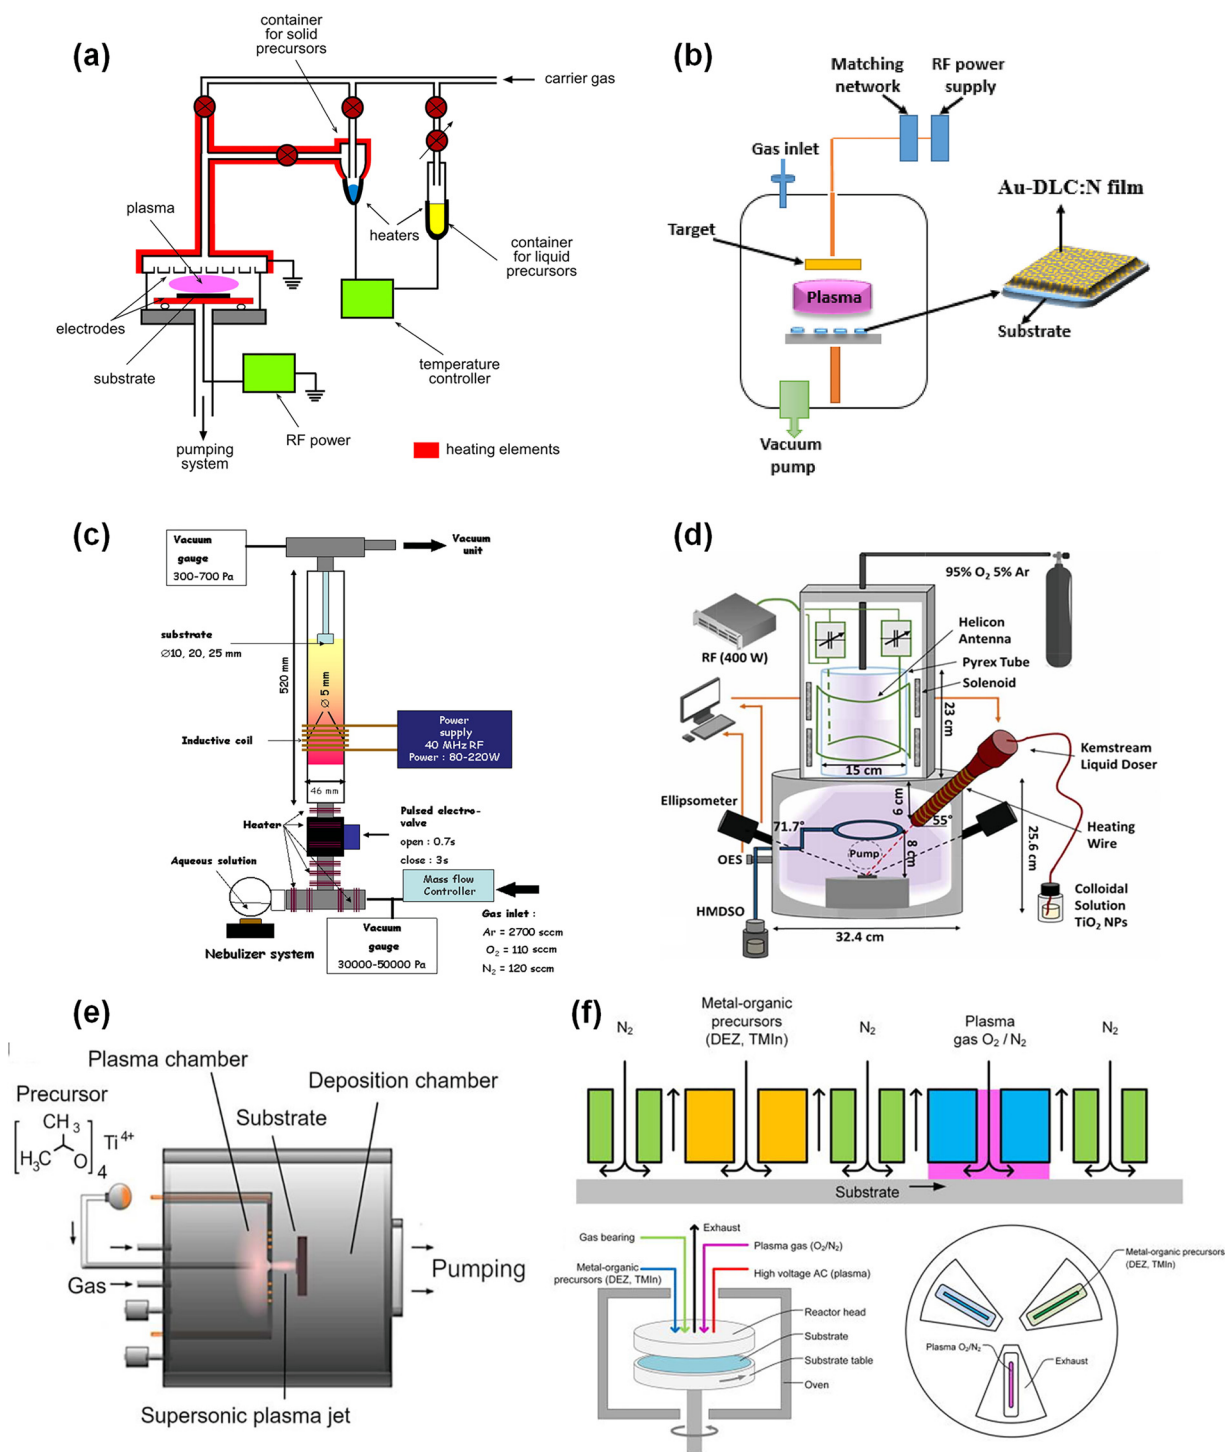 (a)
container
for solid
precursors
carrier gas
plasma
heaters
container
for liquid
precursors
electrodes
substrate
temperature
controller
RF power
pumping
system
heating elements
(b)
Matching
network
RF power
supply
Gas inlet
Au-DLC:N film
Target
Plasma
Substrate
Vacuum
pump
(c)
Vacuum
gauge
300-700 Pa
Vacuum
unit
substrate
Ø10, 20, 25 mm
520 mm
Ø 5 mm
Inductive coil
Power
supply
40 MHz RF
Power : 80-220W
46 mm
Heater
Pulsed electro-
valve
open : 0.7s
close : 3s
Aqueous solution
Mass flow
Controller
Nebulizer system
Vacuum
gauge
30000-50000 Pa
Gas inlet :
Ar = 2700 sccm
O₂ = 110 sccm
N₂ = 120 sccm
(d)
95% O₂ 5% Ar
RF (400 W)
Helicon
Antenna
Pyrex Tube
Solenoid
23 cm
15 cm
Kemstream
Liquid Doser
Ellipsometer
71.7°
6 cm
55°
Heating
Wire
OES
Pump
8 cm
25.6 cm
HMDSO
32.4 cm
Colloidal
Solution
TiO₂ NPs
(e)
Plasma chamber
Precursor
Deposition chamber
Substrate
CH₃
H₃C
O
4
Ti⁴⁺
Gas
Pumping
Supersonic plasma jet
(f)
N₂
Metal-organic
precursors
(DEZ, TMIn)
N₂
Plasma
gas O₂ / N₂
N₂
Substrate
Exhaust
Gas bearing
Plasma gas (O₂/N₂)
Metal-organic
precursors (DEZ, TMIn)
High voltage AC (plasma)
Reactor head
Substrate
Substrate table
Oven
Metal-organic precursors
(DEZ, TMIn)
Plasma O₂/N₂
Exhaust